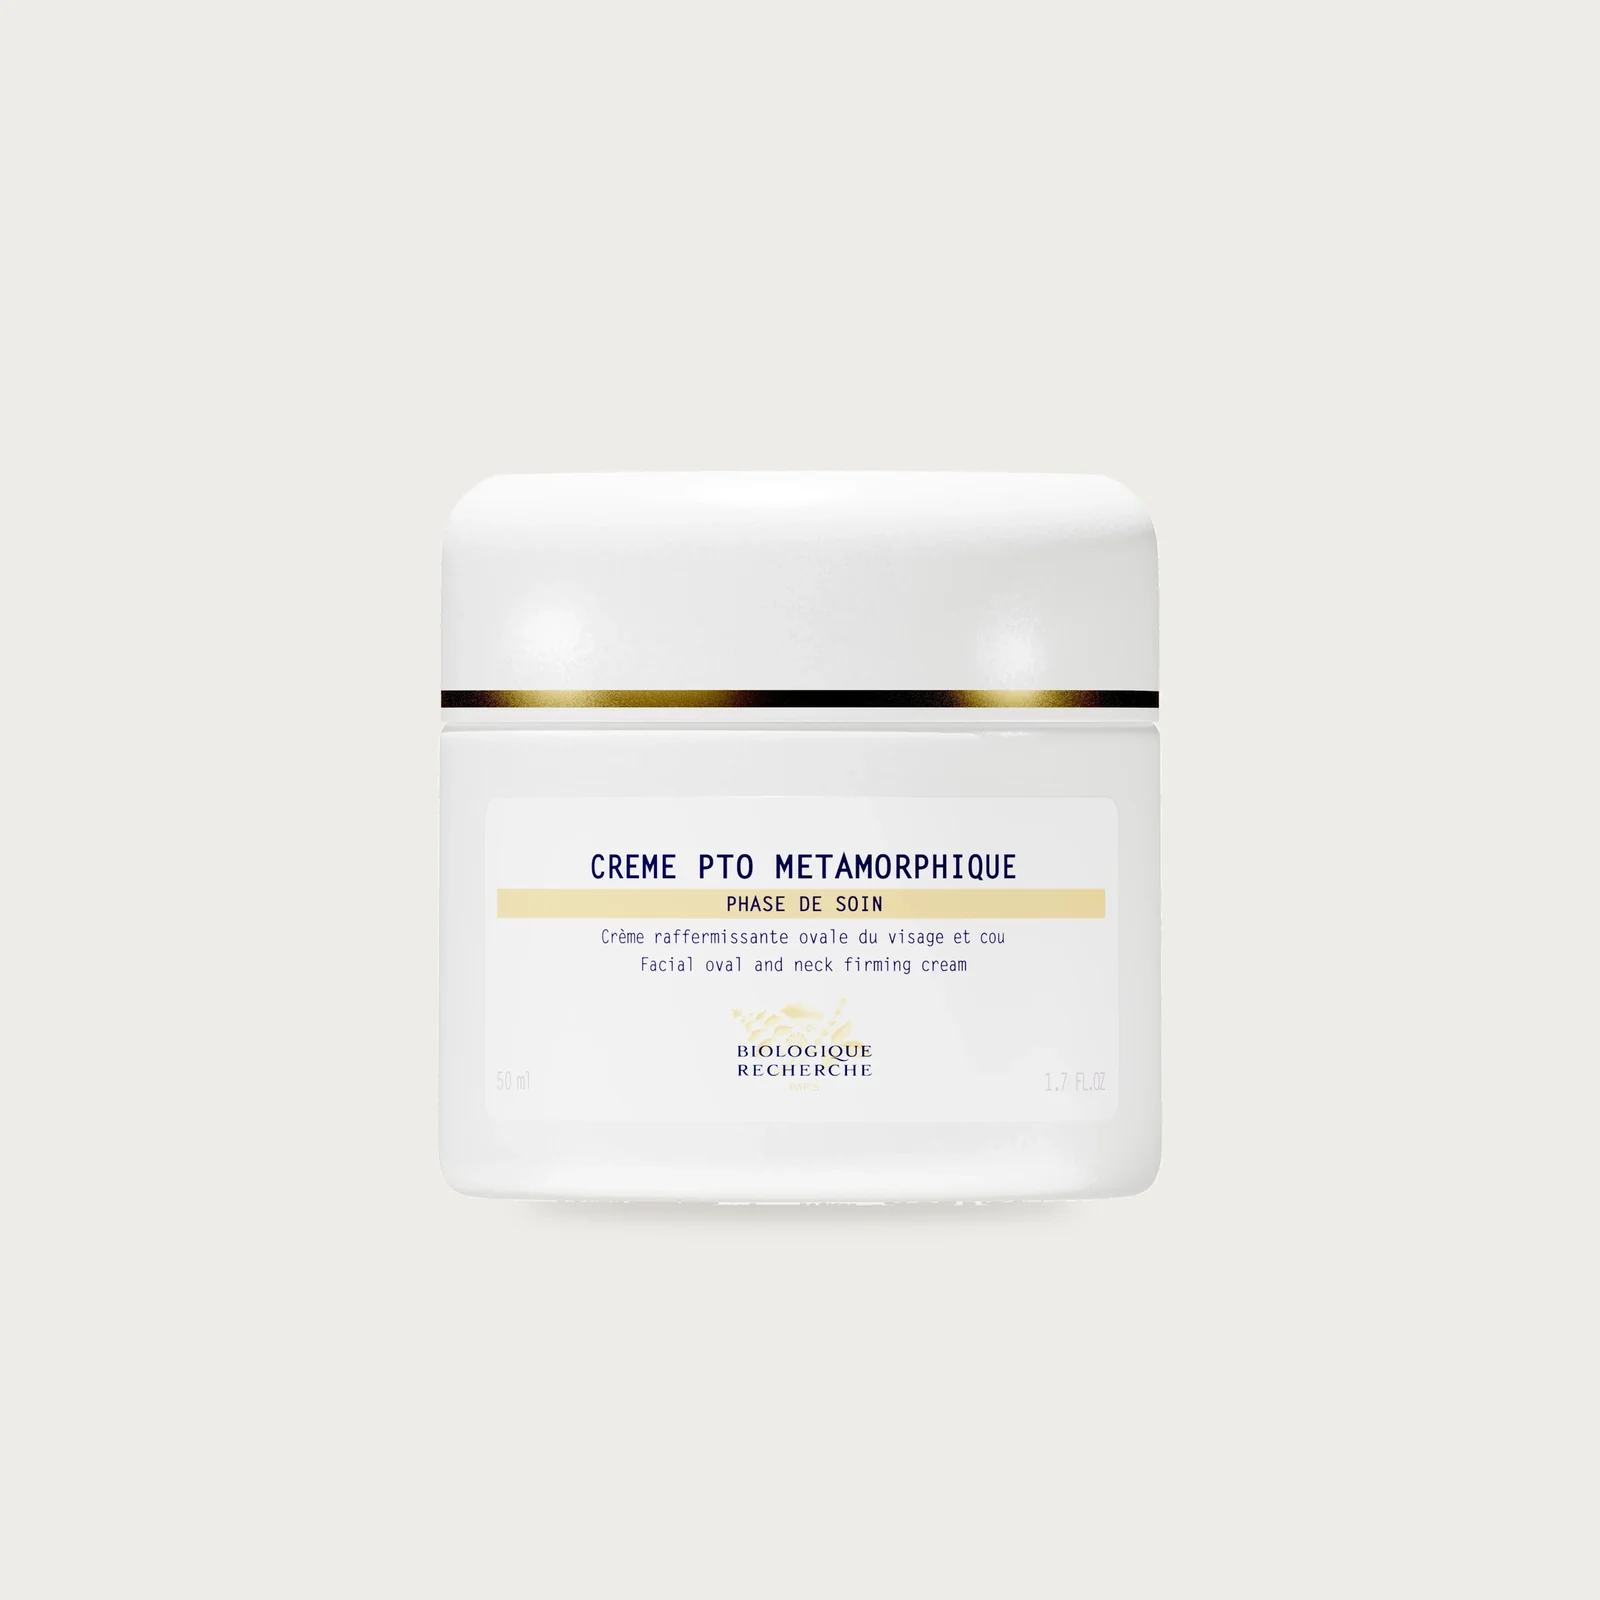 CREME PTO METAMORPHIQUE
PHASE DE SOIN
Crème raffermissante ovale du visage et cou
Facial oval and neck firming cream
BIOLOGIQUE
RECHERCHE
PARIS
50 ml
1.7 FL.OZ